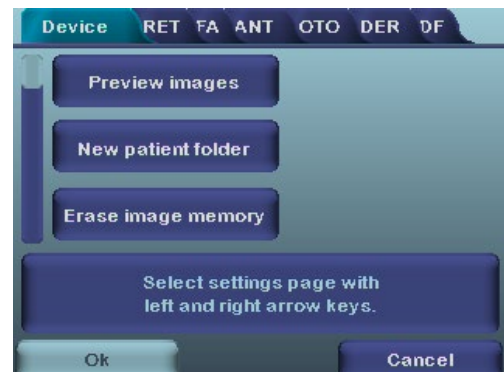 Device RET FA ANT OTO DER DF
Preview images
New patient folder
Erase image memory
Select settings page with
left and right arrow keys.
Ok Cancel